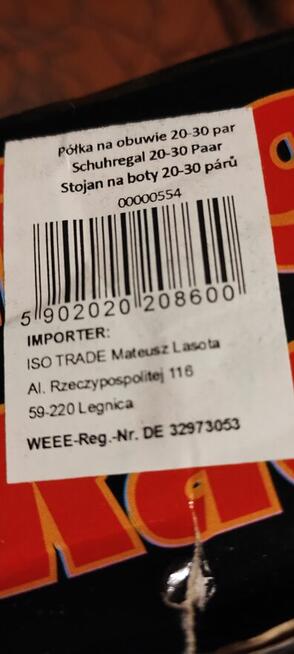 Półka na obuwie 20-30 par
Schuhregal 20-30 Paar
Stojan na boty 20-30 párů
00000554
5 902020 208600
IMPORTER:
ISO TRADE Mateusz Lasota
Al. Rzeczypospolitej 116
59-220 Legnica
WEEE-Reg.-Nr. DE 32973053